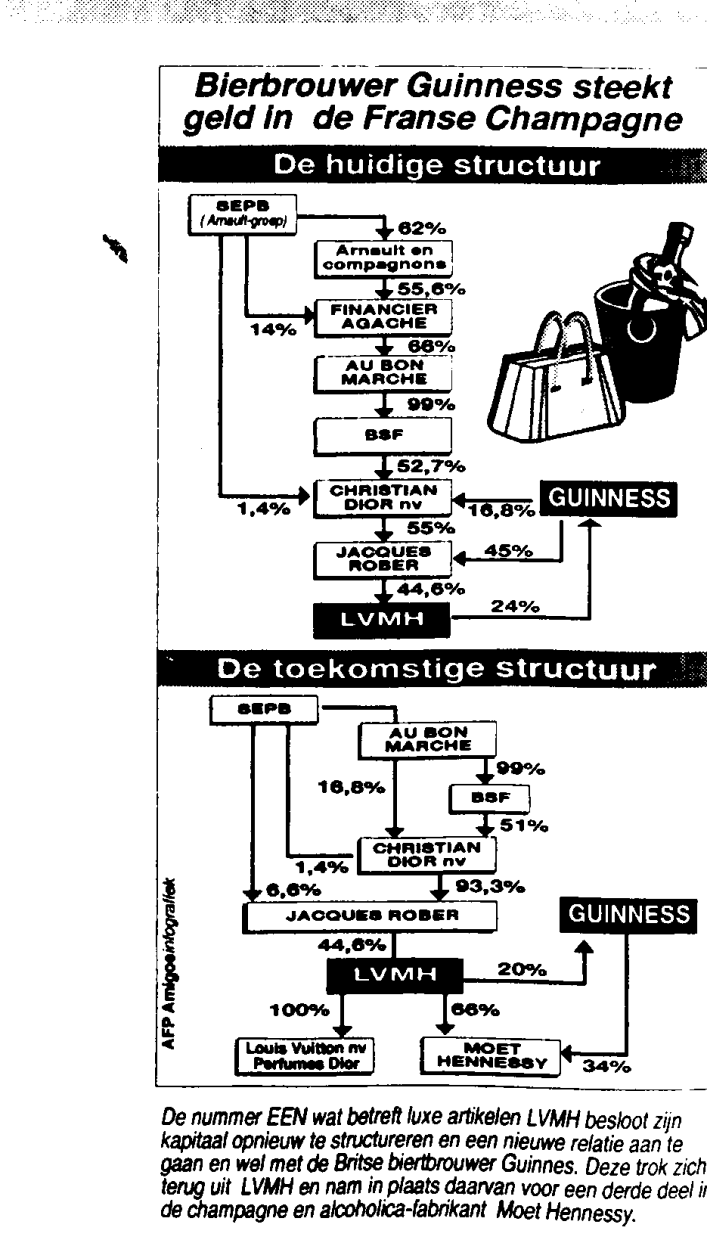 Bierbrouwer Guinness steekt
geld in de Franse Champagne
De huidige structuur
SEPB
(Arnault-groep)
62%
Arnault en
compagnons
55,6%
14%
FINANCIER
AGACHE
66%
AU BON
MARCHE
99%
BSF
52,7%
1,4%
CHRISTIAN
DIOR nv
16,8%
GUINNESS
55%
JACQUES
ROBER
45%
44,6%
LVMH
24%
De toekomstige structuur
SEPB
AU BON
MARCHE
16,8%
99%
BSF
51%
CHRISTIAN
DIOR nv
1,4%
6,6%
93,3%
JACQUES ROBER
GUINNESS
44,6%
LVMH
20%
100%
66%
Louis Vuitton nv
Perfumes Dior
MOET
HENNESSY
34%
AFP Amigoe infografiek
De nummer EEN wat betreft luxe artikelen LVMH besloot zijn
kapitaal opnieuw te structureren en een nieuwe relatie aan te
gaan en wel met de Britse biertbrouwer Guinnes. Deze trok zich
terug uit LVMH en nam in plaats daarvan voor een derde deel in
de champagne en alcoholica-fabrikant Moet Hennessy.